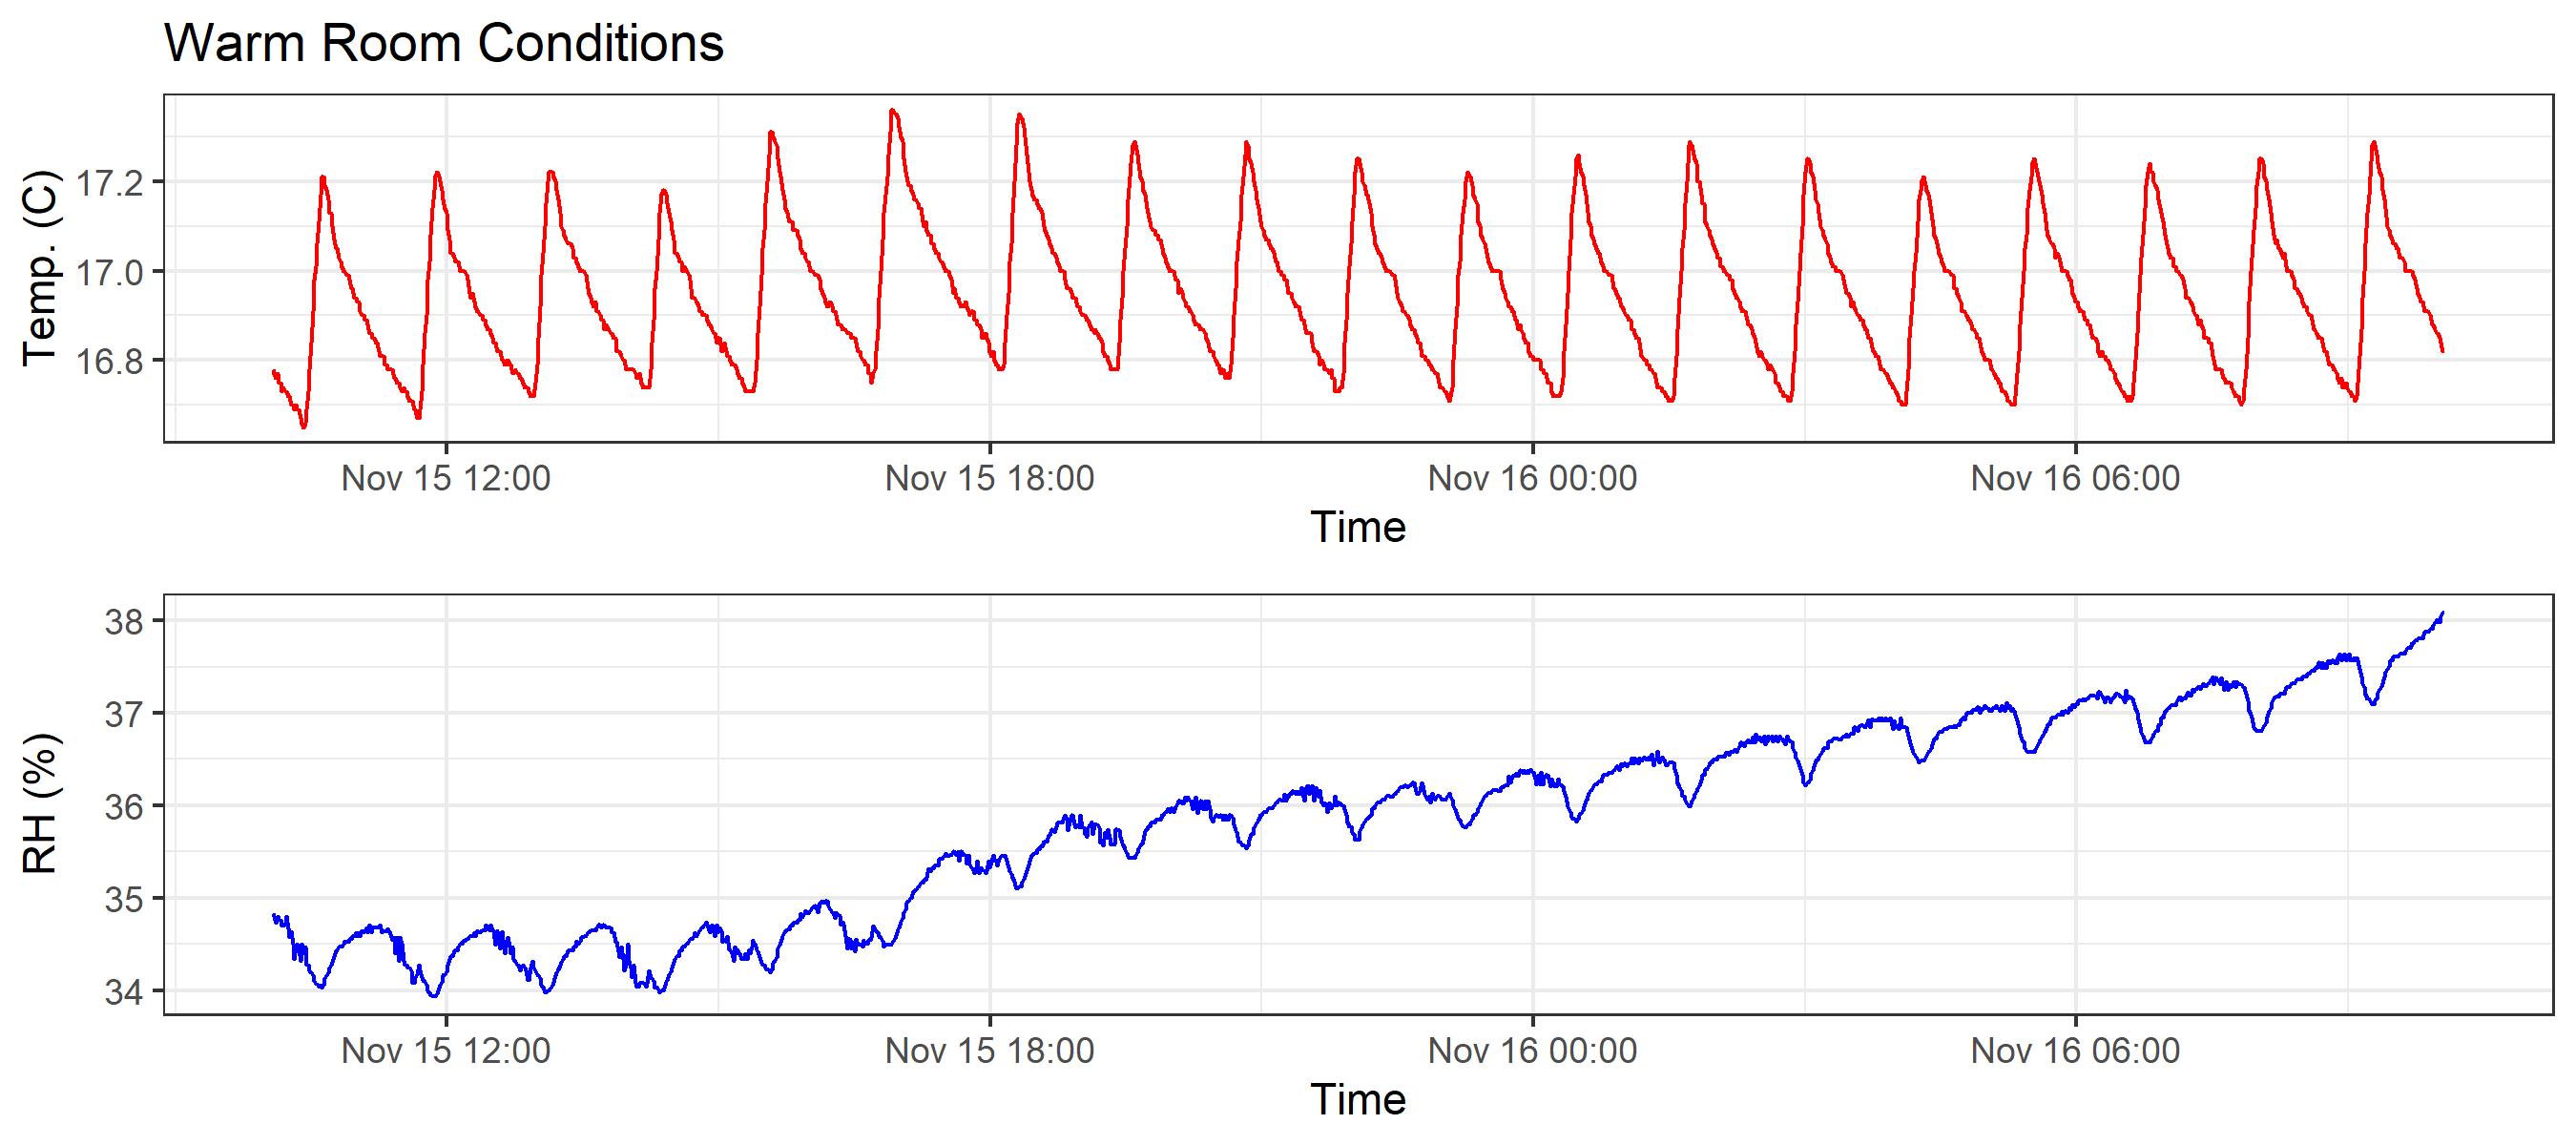 Warm Room Conditions
Temp. (C)
17.2
17.0
16.8
Nov 15 12:00 Nov 15 18:00 Nov 16 00:00 Nov 16 06:00
Time
RH (%)
38
37
36
35
34
Nov 15 12:00 Nov 15 18:00 Nov 16 00:00 Nov 16 06:00
Time